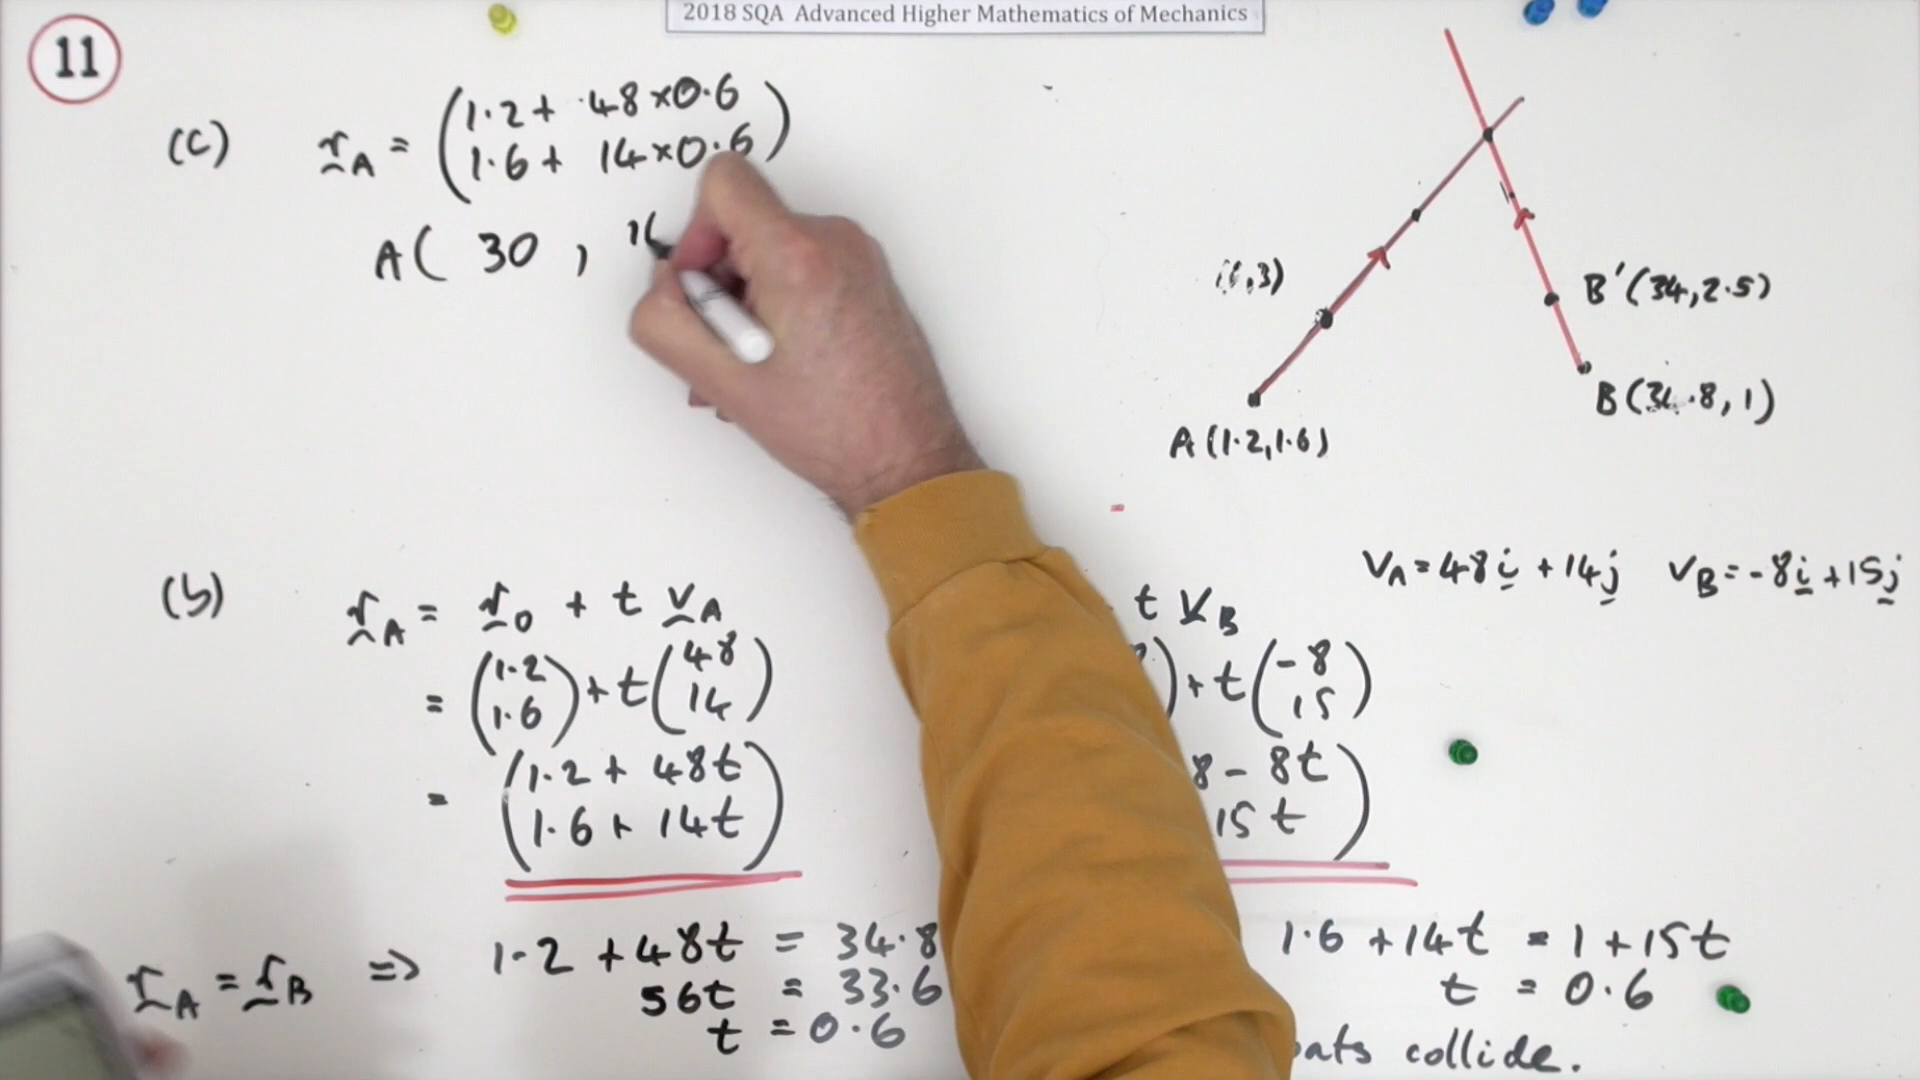 2018 SQA Advanced Higher Mathematics of Mechanics
11
(c) r_A = (1.2 + 48×0.6
1.6 + 14×0.6)
A( 30 ,
,3)
B'(34,2.5)
B(34.8, 1)
A(1.2,1.6)
V_A = 48i + 14j V_B = -8i + 15j
(b) r_A = r_0 + t v_A
= (1.2
1.6) + t(48
14)
= (1.2 + 48t
1.6 + 14t)
t v_B
) + t(-8
15)
8 - 8t
15t)
r_A = r_B => 1.2 + 48t = 34.8
56t = 33.6
t = 0.6
1.6 + 14t = 1 + 15t
t = 0.6
collide.